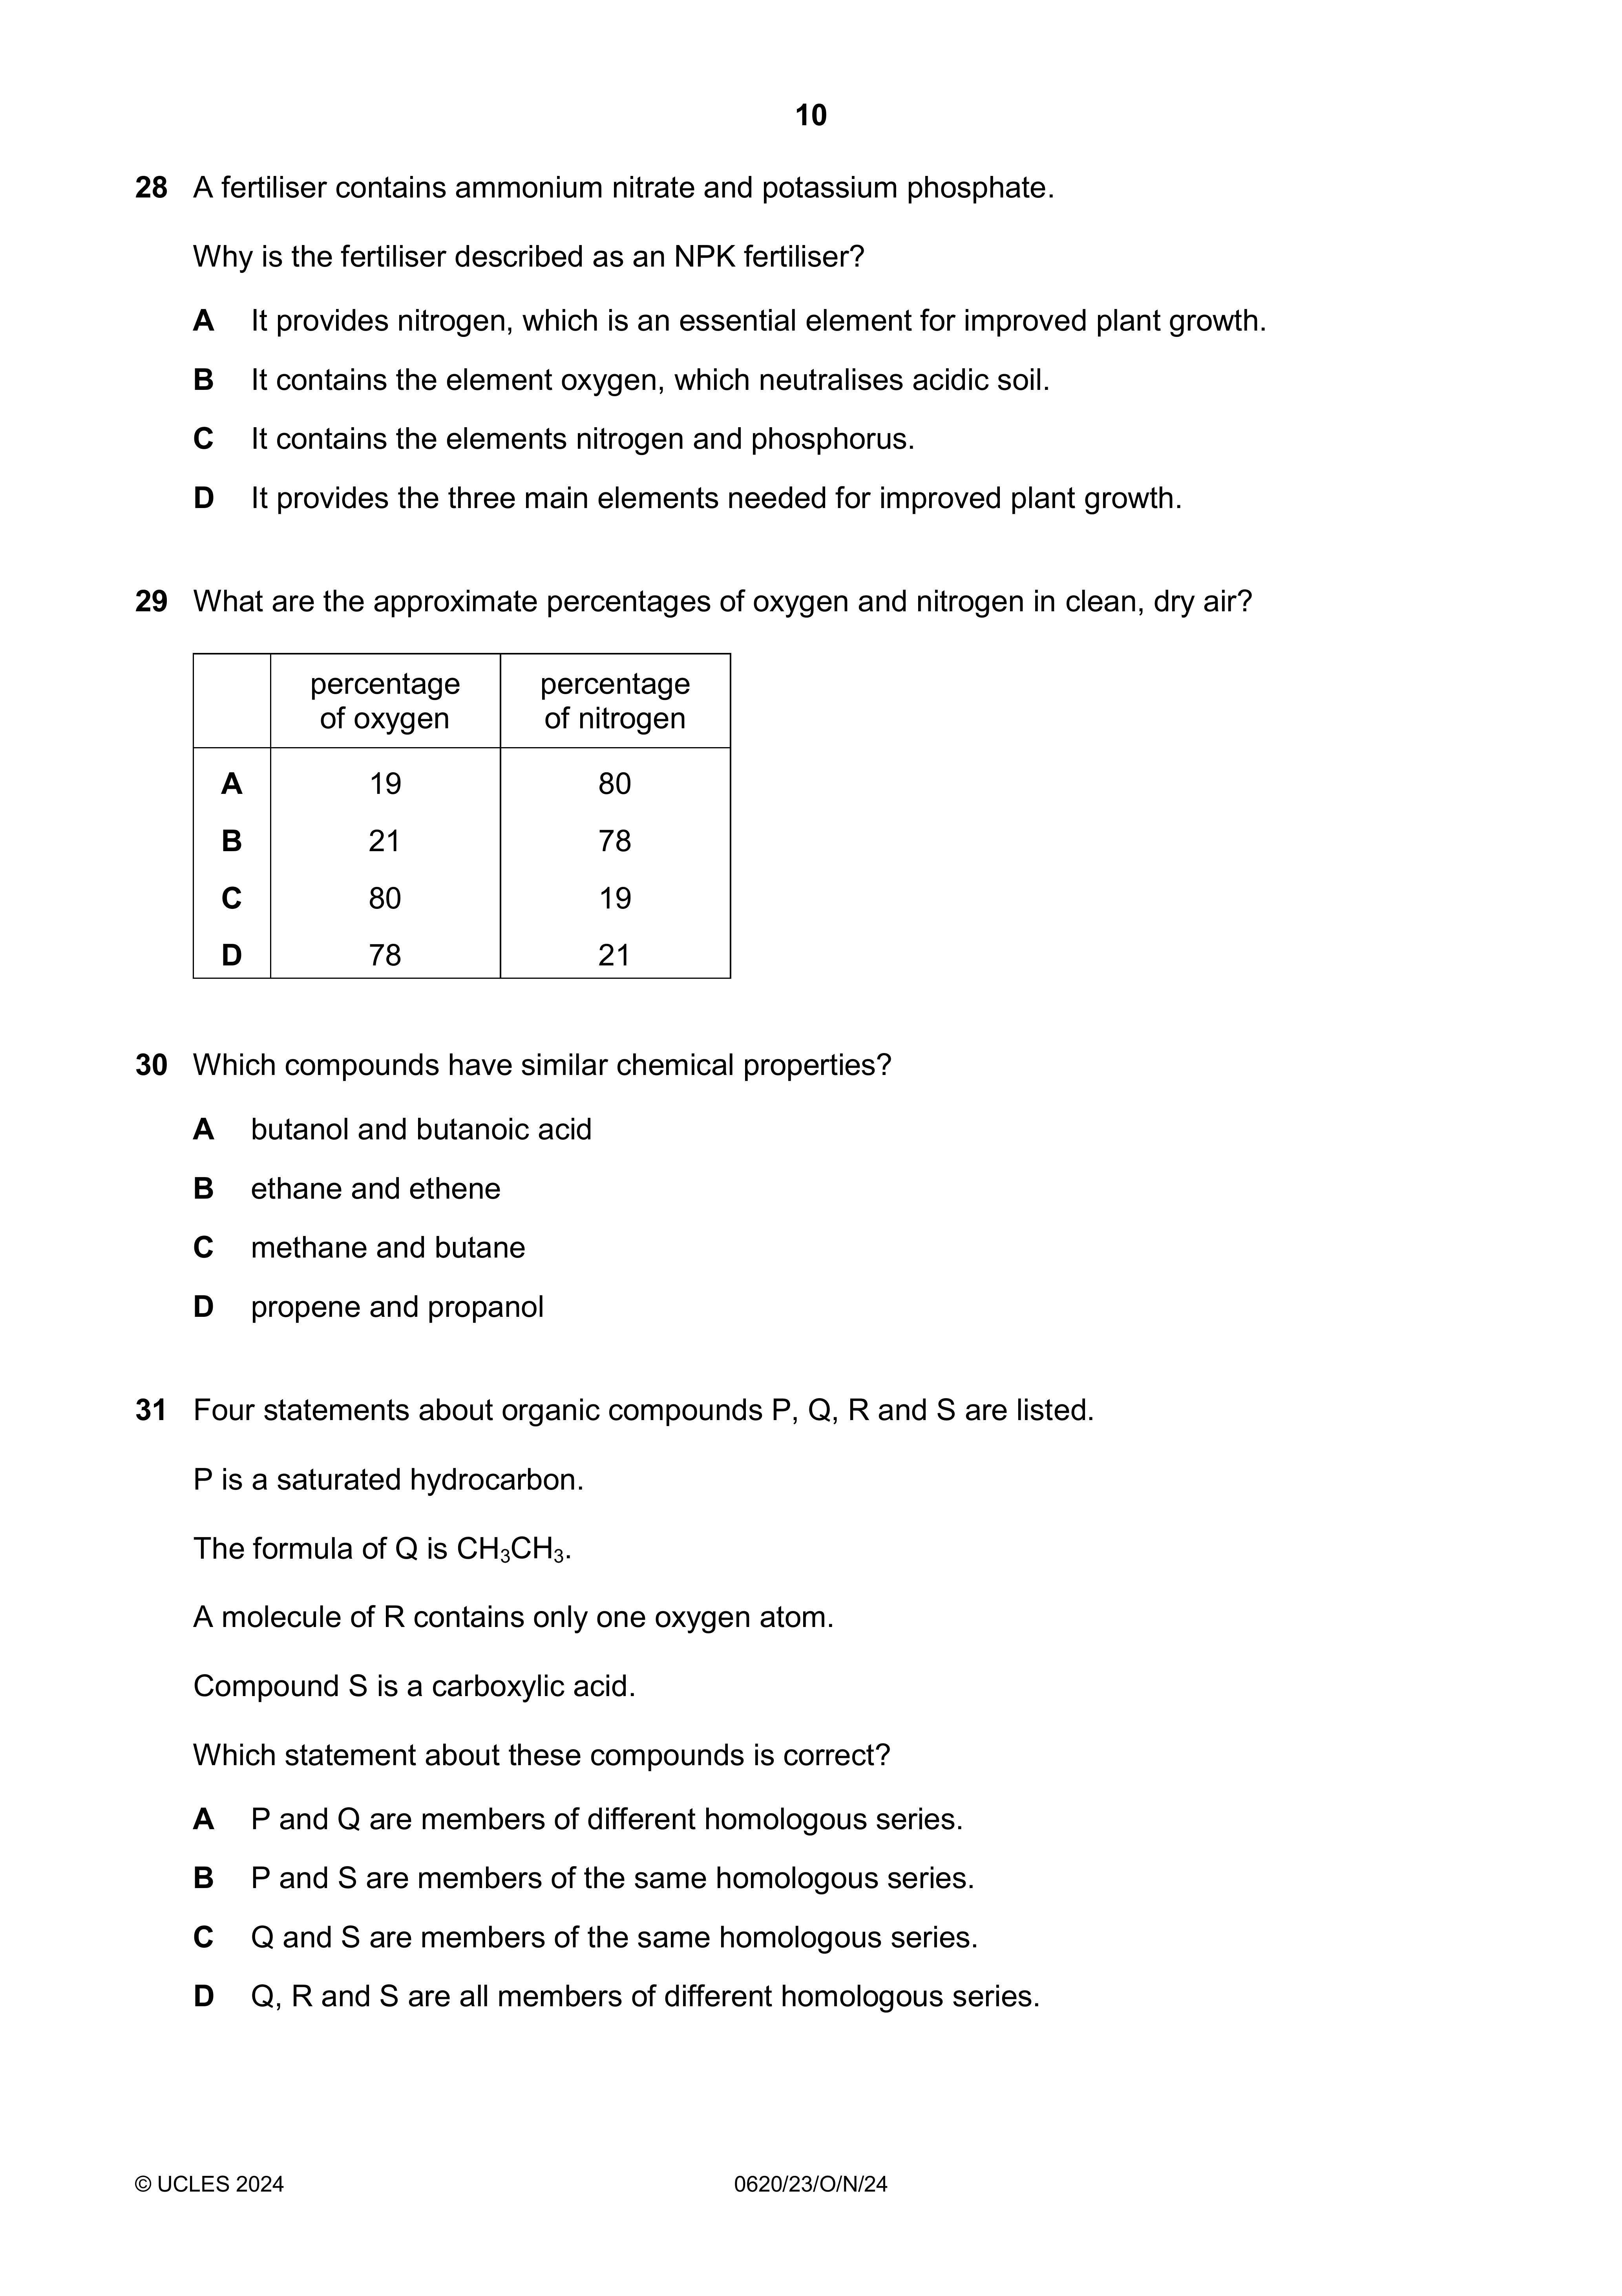 10
28 A fertiliser contains ammonium nitrate and potassium phosphate.
Why is the fertiliser described as an NPK fertiliser?
A It provides nitrogen, which is an essential element for improved plant growth.
B It contains the element oxygen, which neutralises acidic soil.
C It contains the elements nitrogen and phosphorus.
D It provides the three main elements needed for improved plant growth.
29 What are the approximate percentages of oxygen and nitrogen in clean, dry air?
percentage of oxygen percentage of nitrogen
A 19 80
B 21 78
C 80 19
D 78 21
30 Which compounds have similar chemical properties?
A butanol and butanoic acid
B ethane and ethene
C methane and butane
D propene and propanol
31 Four statements about organic compounds P, Q, R and S are listed.
P is a saturated hydrocarbon.
The formula of Q is CH₃CH₃.
A molecule of R contains only one oxygen atom.
Compound S is a carboxylic acid.
Which statement about these compounds is correct?
A P and Q are members of different homologous series.
B P and S are members of the same homologous series.
C Q and S are members of the same homologous series.
D Q, R and S are all members of different homologous series.
© UCLES 2024 0620/23/O/N/24